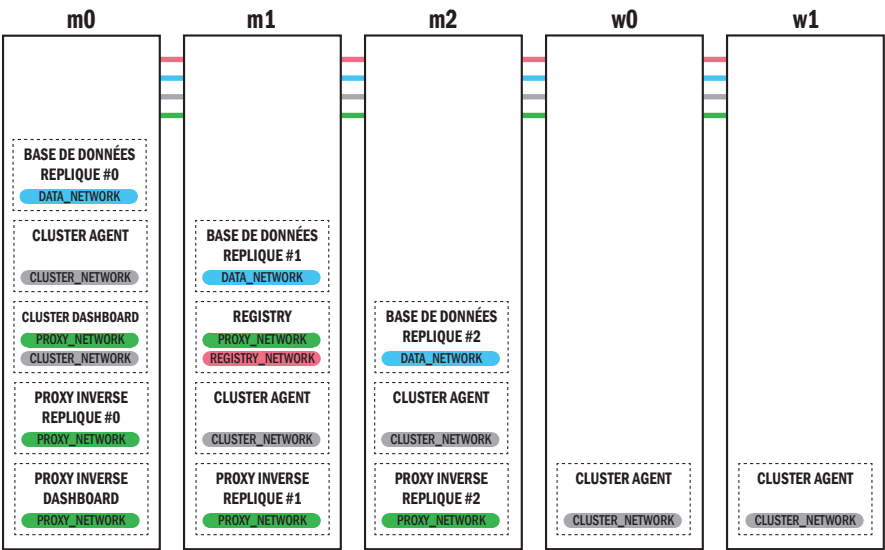 m0
BASE DE DONNÉES
REPLIQUE #0
DATA_NETWORK
CLUSTER AGENT
CLUSTER_NETWORK
CLUSTER DASHBOARD
PROXY_NETWORK
CLUSTER_NETWORK
PROXY INVERSE
REPLIQUE #0
PROXY_NETWORK
PROXY INVERSE
DASHBOARD
PROXY_NETWORK
m1
BASE DE DONNÉES
REPLIQUE #1
DATA_NETWORK
REGISTRY
PROXY_NETWORK
REGISTRY_NETWORK
CLUSTER AGENT
CLUSTER_NETWORK
PROXY INVERSE
REPLIQUE #1
PROXY_NETWORK
m2
BASE DE DONNÉES
REPLIQUE #2
DATA_NETWORK
CLUSTER AGENT
CLUSTER_NETWORK
PROXY INVERSE
REPLIQUE #2
PROXY_NETWORK
w0
CLUSTER AGENT
CLUSTER_NETWORK
w1
CLUSTER AGENT
CLUSTER_NETWORK